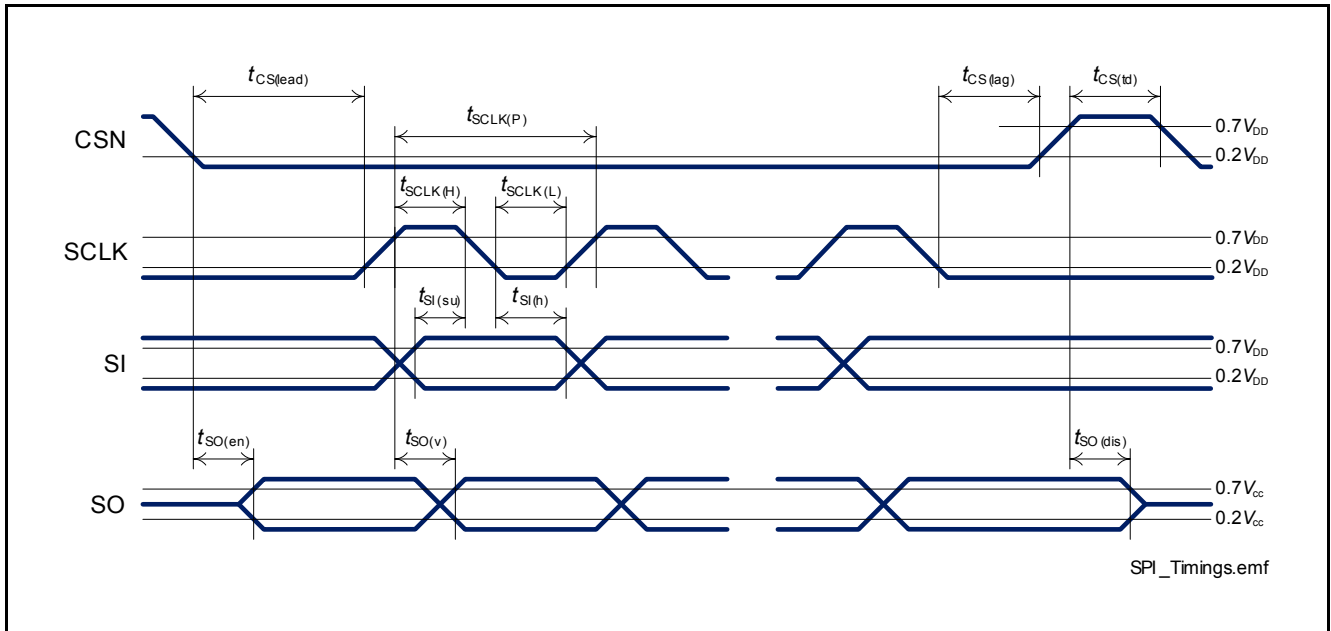 tCS(lead)
tCS(lag)
tCS(td)
tSCLK(P)
CSN
0.7VDD
0.2VDD
tSCLK(H)
tSCLK(L)
SCLK
0.7VDD
0.2VDD
tSI(su)
tSI(h)
SI
0.7VDD
0.2VDD
tSO(en)
tSO(v)
tSO(dis)
SO
0.7Vcc
0.2Vcc
SPI_Timings.emf